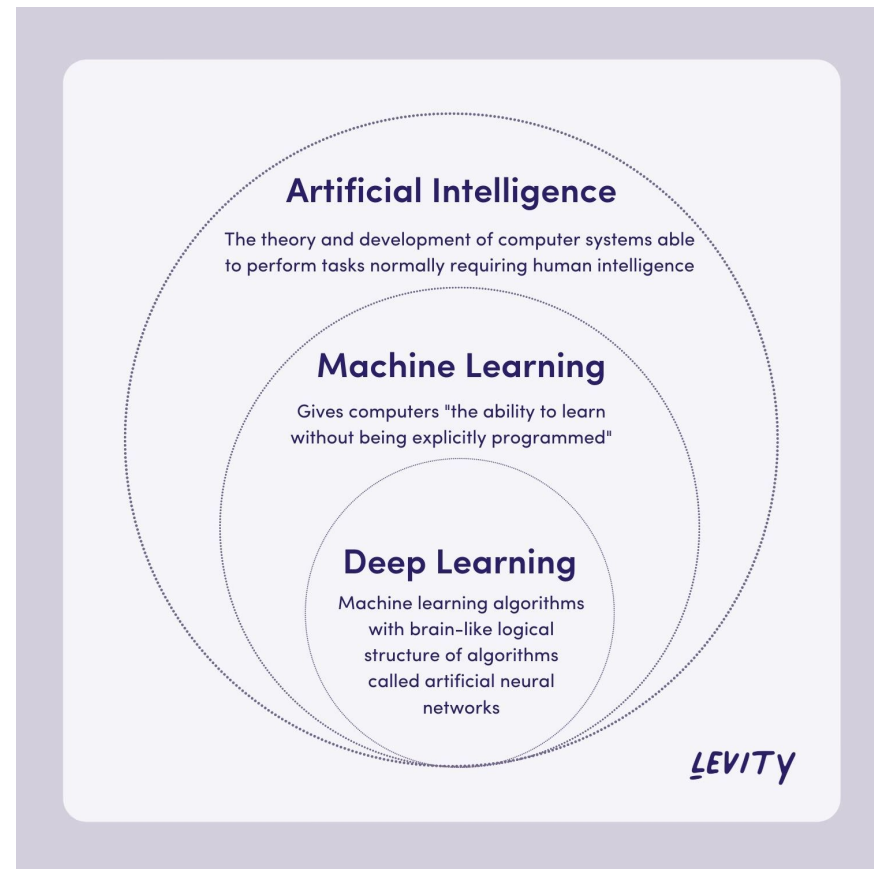 Artificial Intelligence
The theory and development of computer systems able
to perform tasks normally requiring human intelligence
Machine Learning
Gives computers "the ability to learn
without being explicitly programmed"
Deep Learning
Machine learning algorithms
with brain-like logical
structure of algorithms
called artificial neural
networks
LEVITY